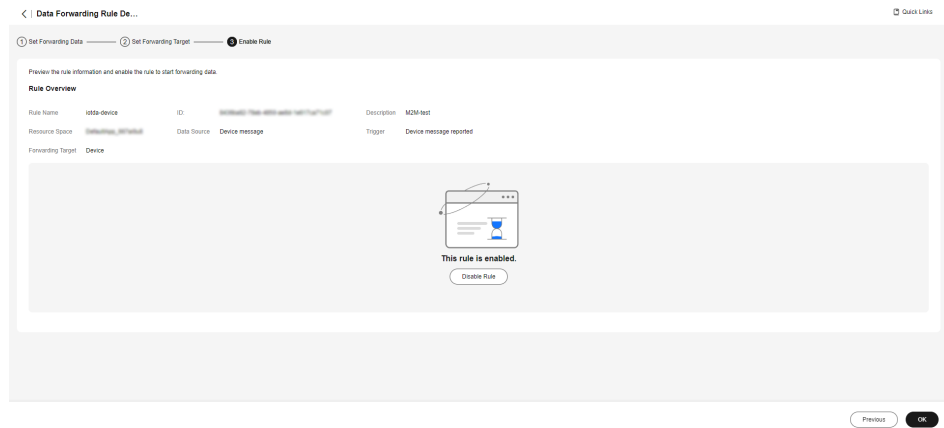 Data Forwarding Rule De...
Quick Links
1 Set Forwarding Data 2 Set Forwarding Target 3 Enable Rule
Preview the rule information and enable the rule to start forwarding data.
Rule Overview
Rule Name iotda-device ID: Description M2M-test
Resource Space Data Source Device message Trigger Device message reported
Forwarding Target Device
This rule is enabled.
Disable Rule
Previous OK